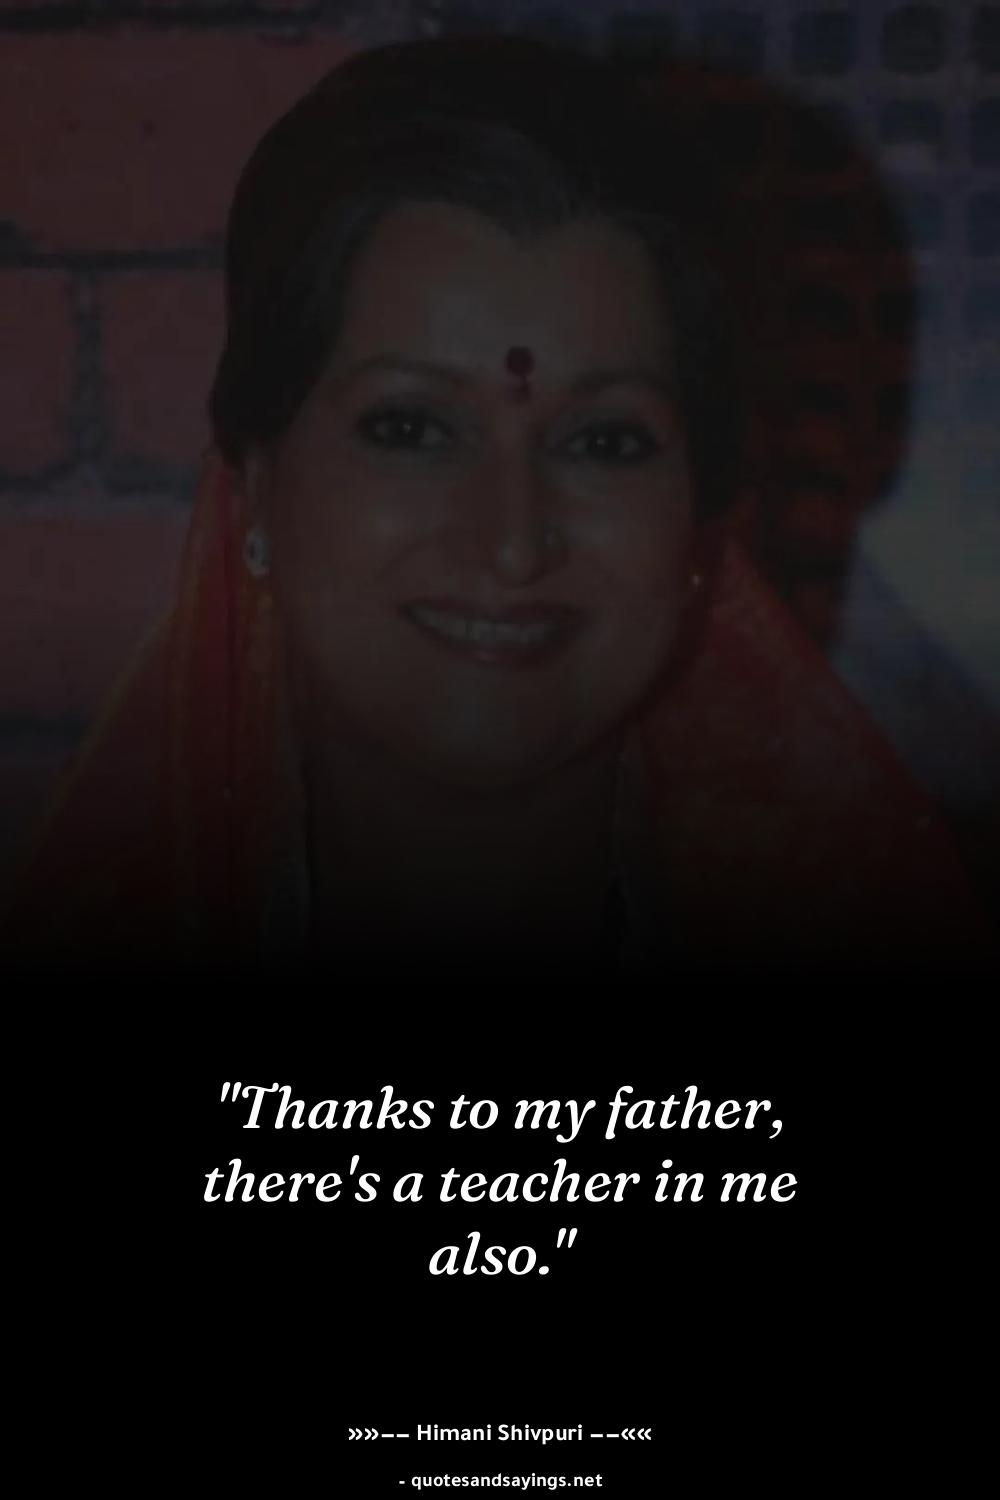 "Thanks to my father,
there's a teacher in me
also."
»»−− Himani Shivpuri −−««
- quotesandsayings.net